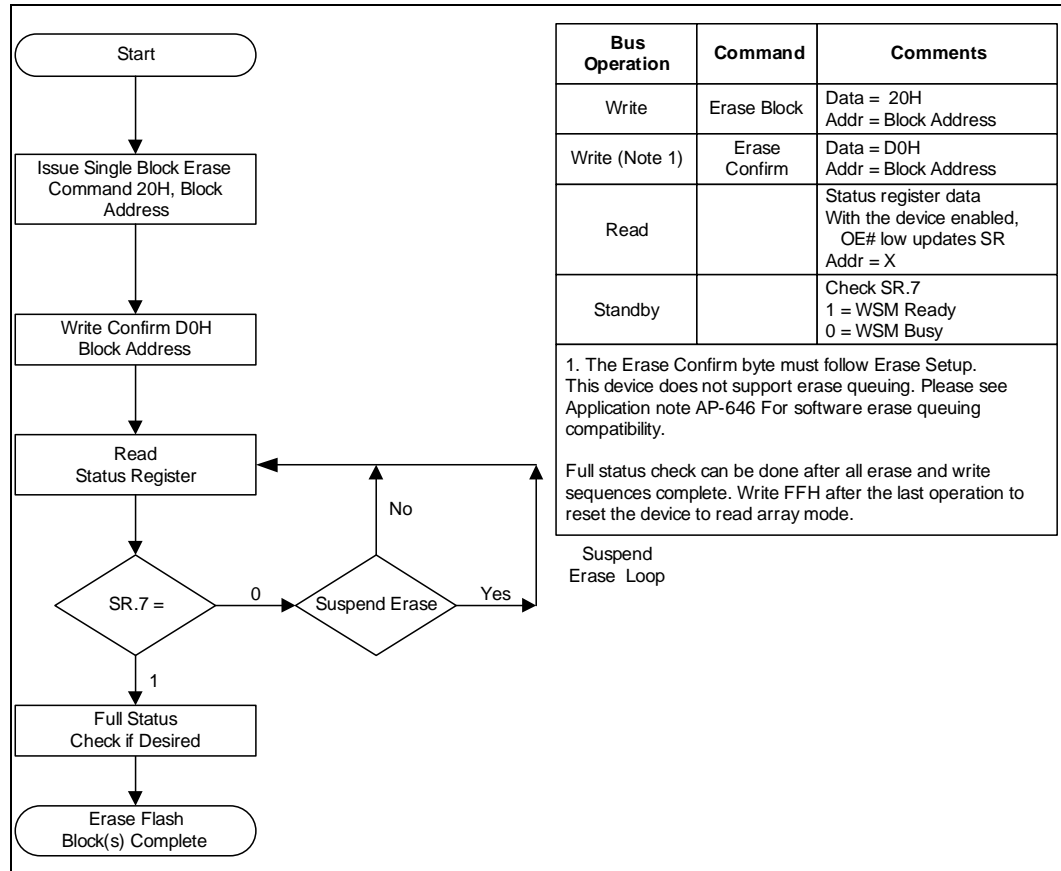 Start
Issue Single Block Erase
Command 20H, Block
Address
Write Confirm D0H
Block Address
Read
Status Register
No
SR.7 =
0
Suspend Erase
Yes
1
Full Status
Check if Desired
Erase Flash
Block(s) Complete
Bus
Operation
Command
Comments
Write
Erase Block
Data = 20H
Addr = Block Address
Write (Note 1)
Erase
Confirm
Data = D0H
Addr = Block Address
Read
Status register data
With the device enabled,
OE# low updates SR
Addr = X
Standby
Check SR.7
1 = WSM Ready
0 = WSM Busy
1. The Erase Confirm byte must follow Erase Setup.
This device does not support erase queuing. Please see
Application note AP-646 For software erase queuing
compatibility.
Full status check can be done after all erase and write
sequences complete. Write FFH after the last operation to
reset the device to read array mode.
Suspend
Erase Loop